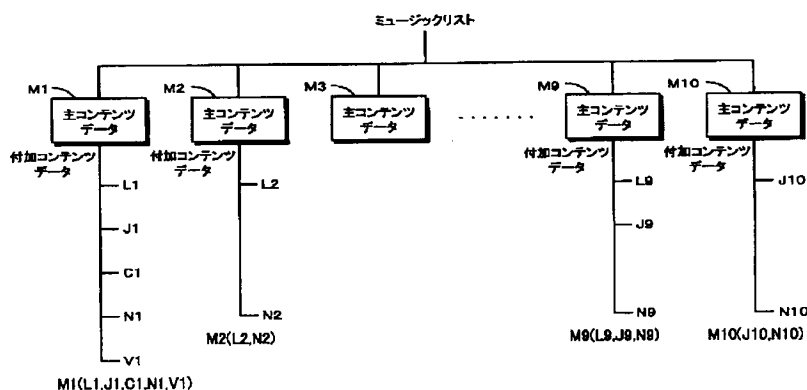 ミュージックリスト
M1
主コンテンツ
データ
付加コンテンツ
データ
L1
J1
C1
N1
V1
M1(L1,J1,C1,N1,V1)
M2
主コンテンツ
データ
付加コンテンツ
データ
L2
N2
M2(L2,N2)
M3
主コンテンツ
データ
・・・・・・
M9
主コンテンツ
データ
付加コンテンツ
データ
L9
J9
N9
M9(L9,J9,N9)
M10
主コンテンツ
データ
付加コンテンツ
データ
J10
N10
M10(J10,N10)